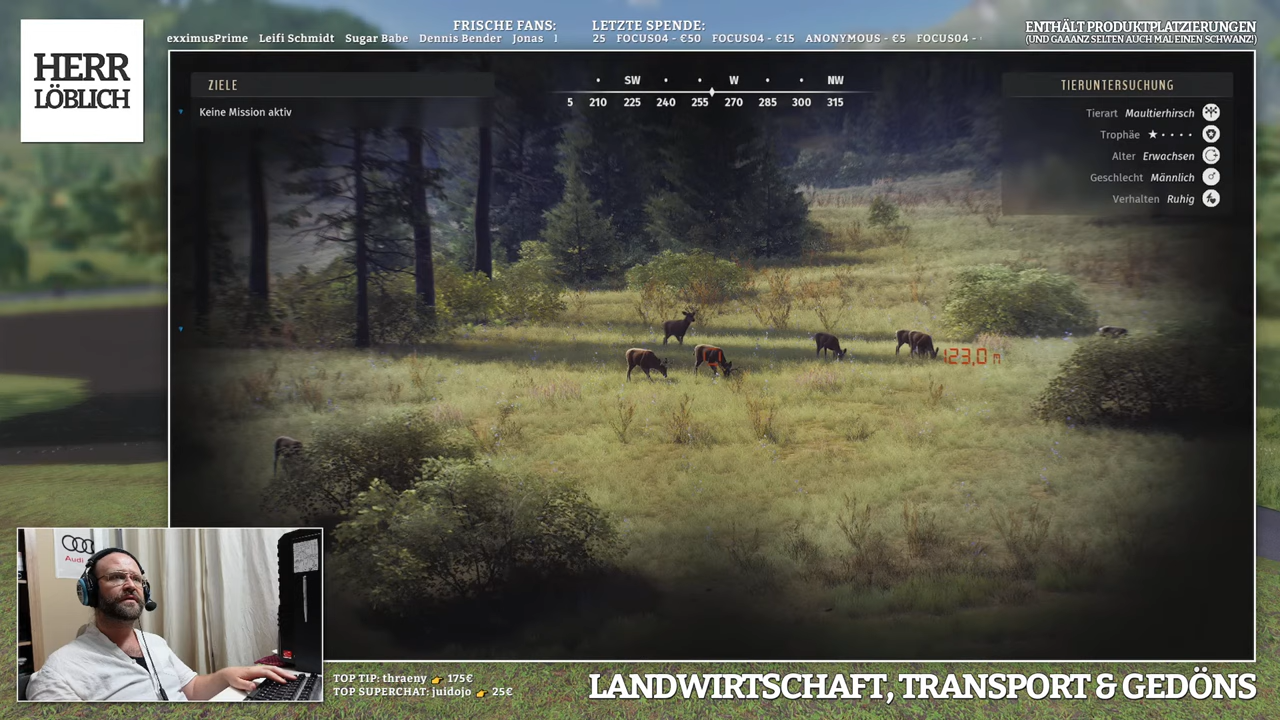 HERR
LÖBLICH
FRISCHE FANS:
exximusPrime Leifi Schmidt Sugar Babe Dennis Bender Jonas
LETZTE SPENDE:
25 FOCUS04 - €50 FOCUS04 - €15 ANONYMOUS - €5 FOCUS04 -
ENTHÄLT PRODUKTPLATZIERUNGEN
(UND GAAANZ SELTEN AUCH MAL EINEN SCHWANZ!)
ZIELE
Keine Mission aktiv
SW W NW
5 210 225 240 255 270 285 300 315
TIERUNTERSUCHUNG
Tierart Maultierhirsch
Trophäe
Alter Erwachsen
Geschlecht Männlich
Verhalten Ruhig
123,0 m
Audi
TOP TIP: thraeny 👉 175€
TOP SUPERCHAT: juidojo 👉 25€
LANDWIRTSCHAFT, TRANSPORT & GEDÖNS